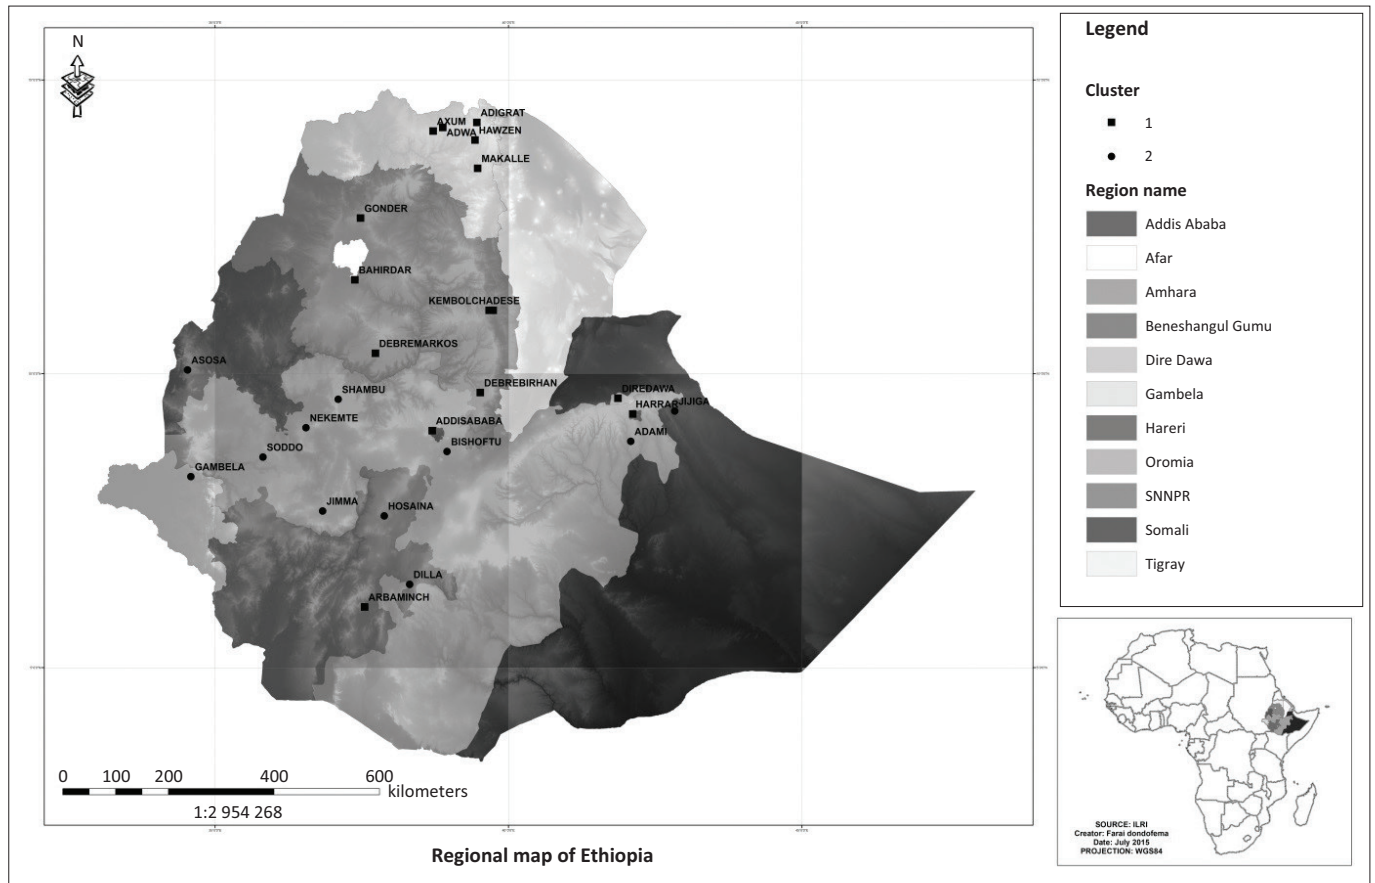 N
ADIGRAT
AXUM
ADWA
HAWZEN
MAKALLE
GONDER
BAHIRDAR
KEMBOLCHADESE
DEBREMARKOS
ASOSA
SHAMBU
DEBREBIRHAN
DIREDAWA
HARRAR
JIJIGA
NEKEMTE
ADDISABABA
BISHOFTU
ADAMI
SODDO
GAMBELA
JIMMA
HOSAINA
DILLA
ARBAMINCH
0 100 200 400 600
kilometers
1:2 954 268
Regional map of Ethiopia
Legend
Cluster
1
2
Region name
Addis Ababa
Afar
Amhara
Beneshangul Gumu
Dire Dawa
Gambela
Hareri
Oromia
SNNPR
Somali
Tigray
SOURCE: ILRI
Creator: Farai dondofema
Date: July 2015
PROJECTION: WGS84